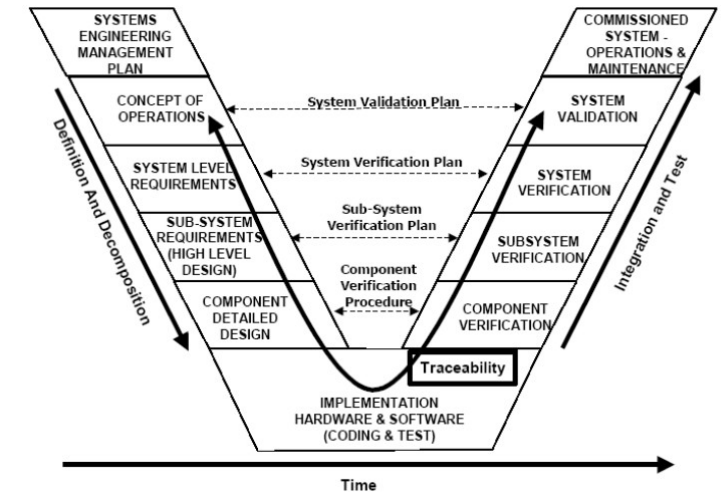 SYSTEMS
ENGINEERING
MANAGEMENT
PLAN
COMMISSIONED
SYSTEM -
OPERATIONS &
MAINTENANCE
CONCEPT OF
OPERATIONS
System Validation Plan
SYSTEM
VALIDATION
SYSTEM LEVEL
REQUIREMENTS
System Verification Plan
SYSTEM
VERIFICATION
SUB-SYSTEM
REQUIREMENTS
(HIGH LEVEL
DESIGN)
Sub-System
Verification Plan
SUBSYSTEM
VERIFICATION
COMPONENT
DETAILED
DESIGN
Component
Verification
Procedure
COMPONENT
VERIFICATION
Definition And Decomposition
Integration and Test
Traceability
IMPLEMENTATION
HARDWARE & SOFTWARE
(CODING & TEST)
Time